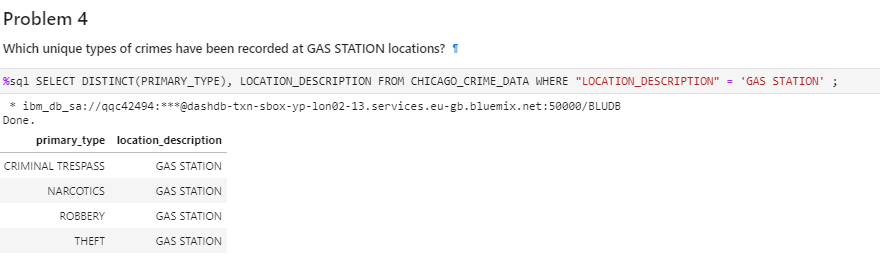 Problem 4
Which unique types of crimes have been recorded at GAS STATION locations? ¶
%sql SELECT DISTINCT(PRIMARY_TYPE), LOCATION_DESCRIPTION FROM CHICAGO_CRIME_DATA WHERE "LOCATION_DESCRIPTION" = 'GAS STATION' ;
* ibm_db_sa://qqc42494:***@dashdb-txn-sbox-yp-lon02-13.services.eu-gb.bluemix.net:50000/BLUDB
Done.
primary_type location_description
CRIMINAL TRESPASS GAS STATION
NARCOTICS GAS STATION
ROBBERY GAS STATION
THEFT GAS STATION